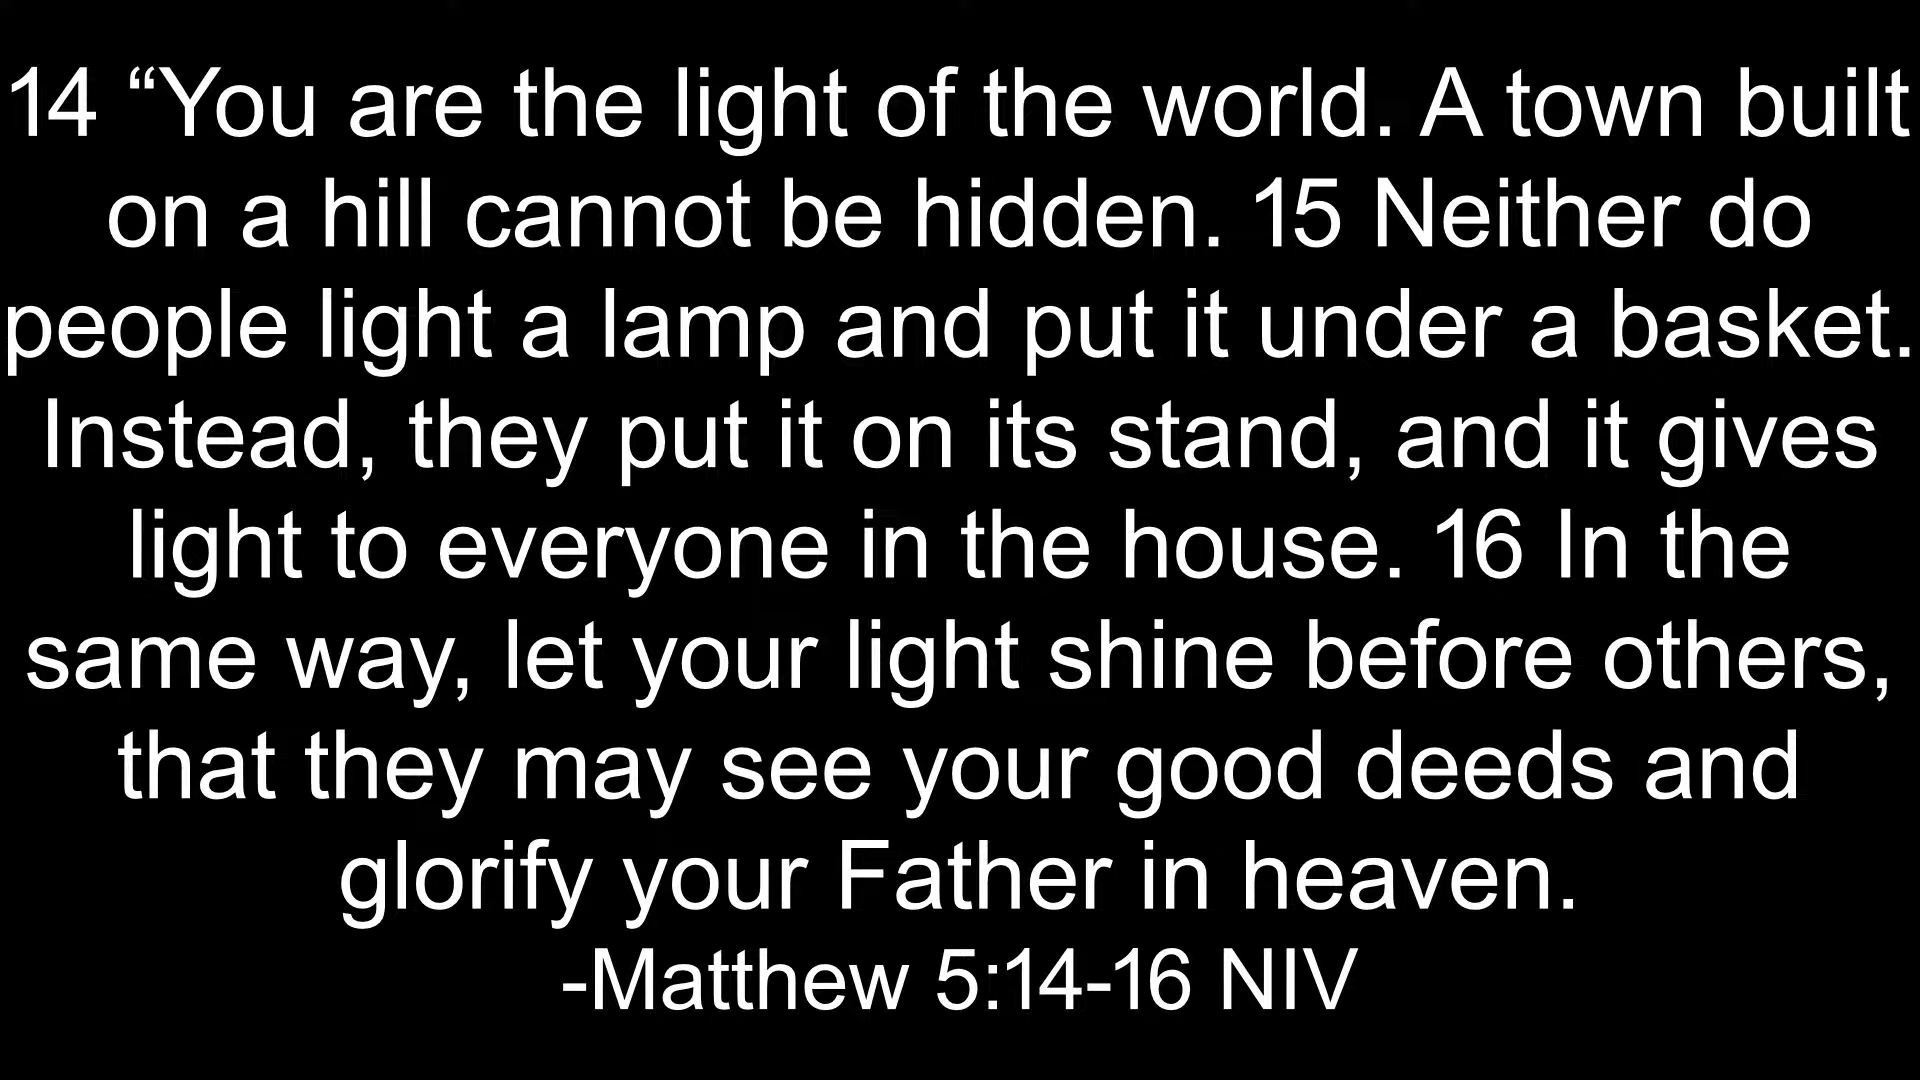 14 “You are the light of the world. A town built
on a hill cannot be hidden. 15 Neither do
people light a lamp and put it under a basket.
Instead, they put it on its stand, and it gives
light to everyone in the house. 16 In the
same way, let your light shine before others,
that they may see your good deeds and
glorify your Father in heaven.
-Matthew 5:14-16 NIV